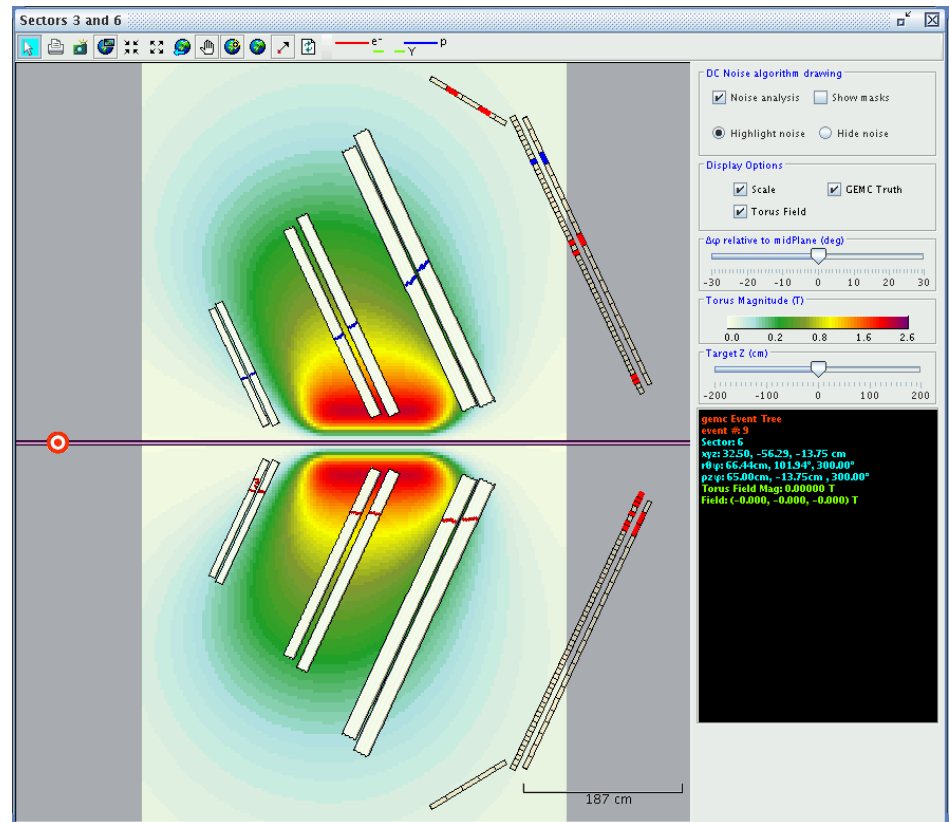 Sectors 3 and 6
e- p
γ
DC Noise algorithm drawing
Noise analysis Show masks
Highlight noise Hide noise
Display Options
Scale GEMC Truth
Torus Field
Δφ relative to midPlane (deg)
-30 -20 -10 0 10 20 30
Torus Magnitude (T)
0.0 0.2 0.8 1.6 2.6
Target Z (cm)
-200 -100 0 100 200
gemc Event Tree
event #: 9
Sector: 6
xyz: 32.50, -56.29, -13.75 cm
rθφ: 66.44cm, 101.94°, 300.00°
ρzφ: 65.00cm, -13.75cm , 300.00°
Torus Field Mag: 0.00000 T
Field: (-0.000, -0.000, -0.000) T
187 cm